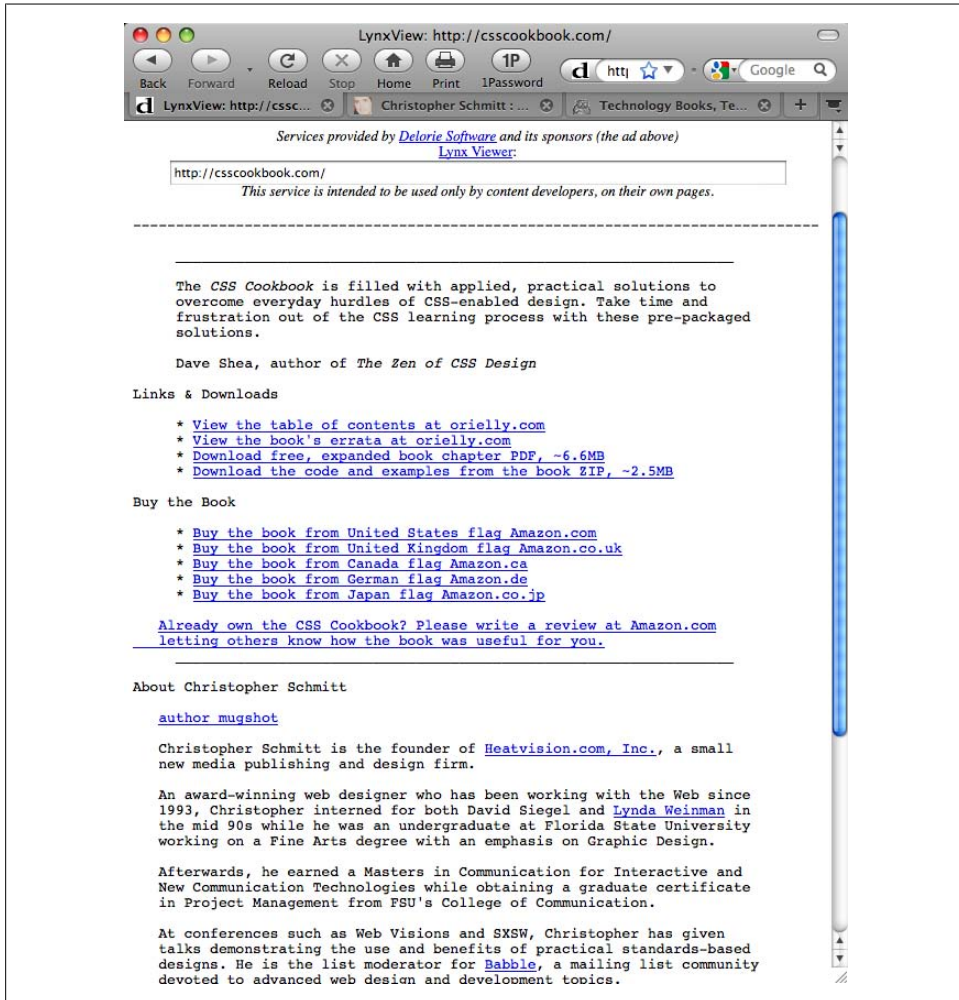 LynxView: http://csscookbook.com/
Back Forward Reload Stop Home Print 1Password
d http Google
1P
d LynxView: http://cssc... Christopher Schmitt : ... Technology Books, Te... +
Services provided by Delorie Software and its sponsors (the ad above)
Lynx Viewer:
http://csscookbook.com/
This service is intended to be used only by content developers, on their own pages.
The CSS Cookbook is filled with applied, practical solutions to
overcome everyday hurdles of CSS-enabled design. Take time and
frustration out of the CSS learning process with these pre-packaged
solutions.
Dave Shea, author of The Zen of CSS Design
Links & Downloads
* View the table of contents at orielly.com
* View the book's errata at orielly.com
* Download free, expanded book chapter PDF, ~6.6MB
* Download the code and examples from the book ZIP, ~2.5MB
Buy the Book
* Buy the book from United States flag Amazon.com
* Buy the book from United Kingdom flag Amazon.co.uk
* Buy the book from Canada flag Amazon.ca
* Buy the book from German flag Amazon.de
* Buy the book from Japan flag Amazon.co.jp
Already own the CSS Cookbook? Please write a review at Amazon.com
letting others know how the book was useful for you.
About Christopher Schmitt
author mugshot
Christopher Schmitt is the founder of Heatvision.com, Inc., a small
new media publishing and design firm.
An award-winning web designer who has been working with the Web since
1993, Christopher interned for both David Siegel and Lynda Weinman in
the mid 90s while he was an undergraduate at Florida State University
working on a Fine Arts degree with an emphasis on Graphic Design.
Afterwards, he earned a Masters in Communication for Interactive and
New Communication Technologies while obtaining a graduate certificate
in Project Management from FSU's College of Communication.
At conferences such as Web Visions and SXSW, Christopher has given
talks demonstrating the use and benefits of practical standards-based
designs. He is the list moderator for Babble, a mailing list community
devoted to advanced web design and development topics.